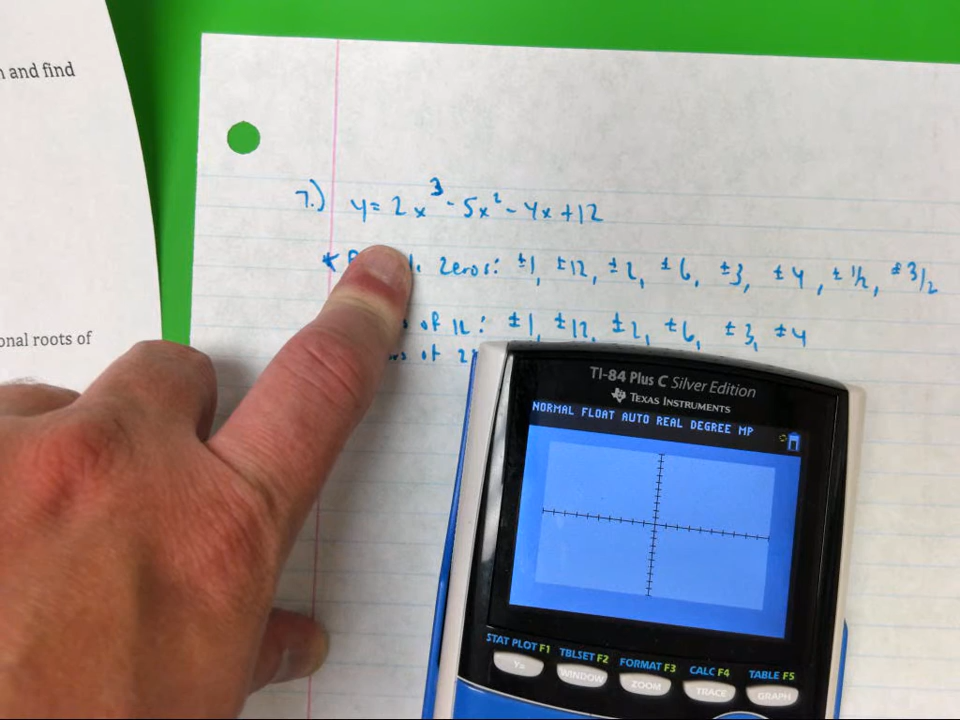 and find
onal roots of
7.) y = 2x³ - 5x² - 4x + 12
* zeros: ±1, ±12, ±2, ±6, ±3, ±4, ±1/2, ±3/2
of 12: ±1, ±12, ±2, ±6, ±3, ±4
of 2
TI-84 Plus C Silver Edition
TEXAS INSTRUMENTS
NORMAL FLOAT AUTO REAL DEGREE MP
STAT PLOT F1 TBLSET F2 FORMAT F3 CALC F4 TABLE F5
Y= WINDOW ZOOM TRACE GRAPH